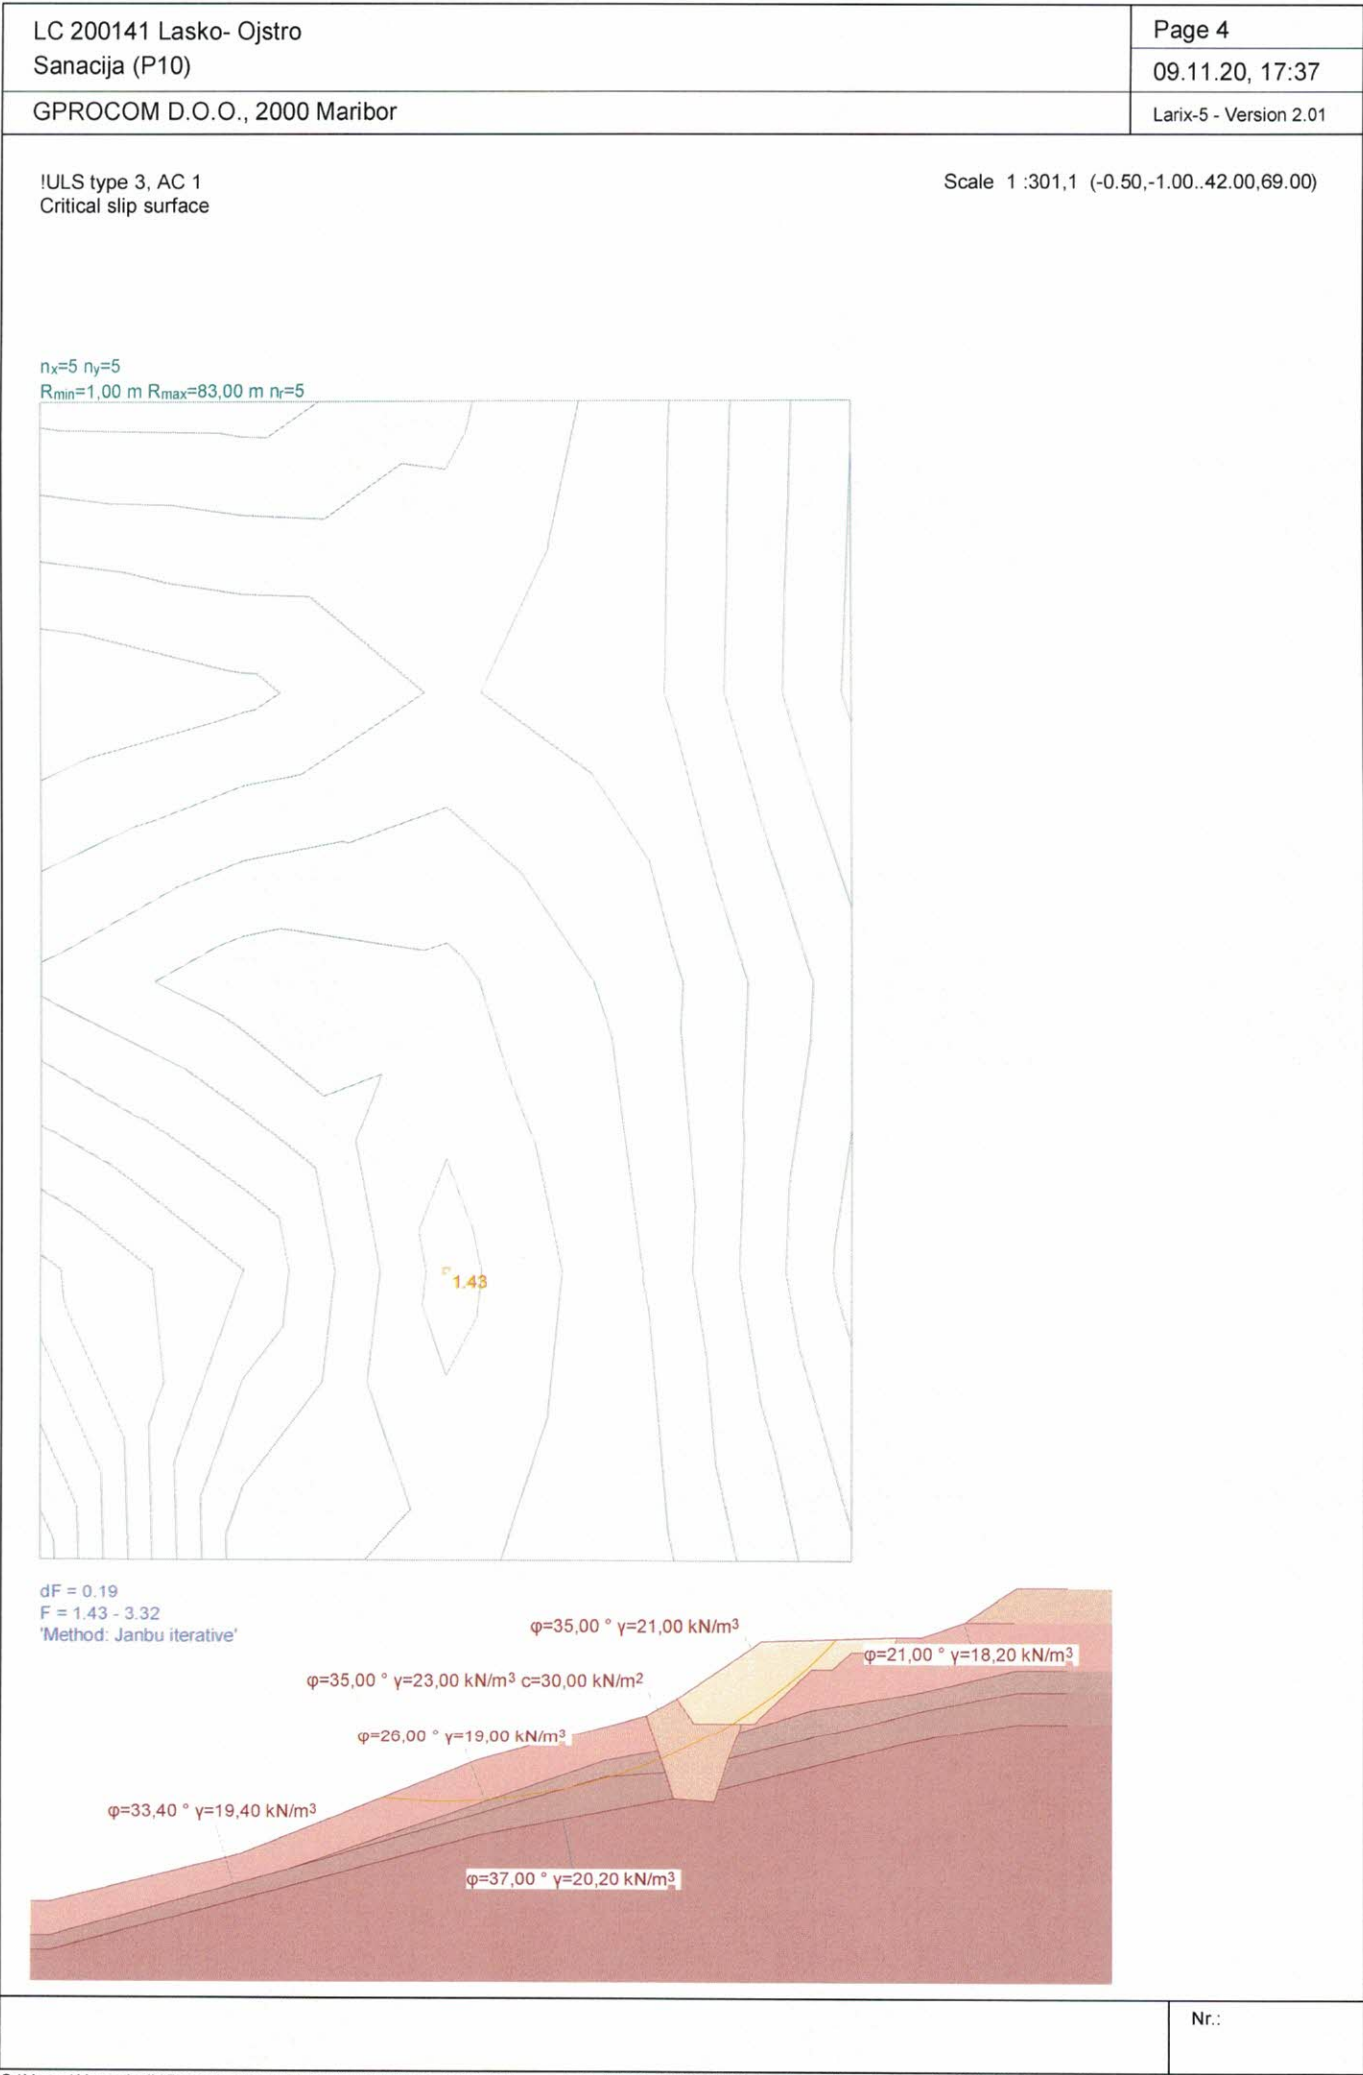 LC 200141 Lasko- Ojstro
Sanacija (P10)
Page 4
09.11.20, 17:37
GPROCOM D.O.O., 2000 Maribor
Larix-5 - Version 2.01
!ULS type 3, AC 1
Critical slip surface
Scale 1 :301,1 (-0.50,-1.00..42.00,69.00)
nx=5 ny=5
Rmin=1,00 m Rmax=83,00 m nr=5
1.43
dF = 0.19
F = 1.43 - 3.32
'Method: Janbu iterative'
φ=35,00 ° γ=21,00 kN/m³
φ=21,00 ° γ=18,20 kN/m³
φ=35,00 ° γ=23,00 kN/m³ c=30,00 kN/m²
φ=26,00 ° γ=19,00 kN/m³
φ=33,40 ° γ=19,40 kN/m³
φ=37,00 ° γ=20,20 kN/m³
Nr.: